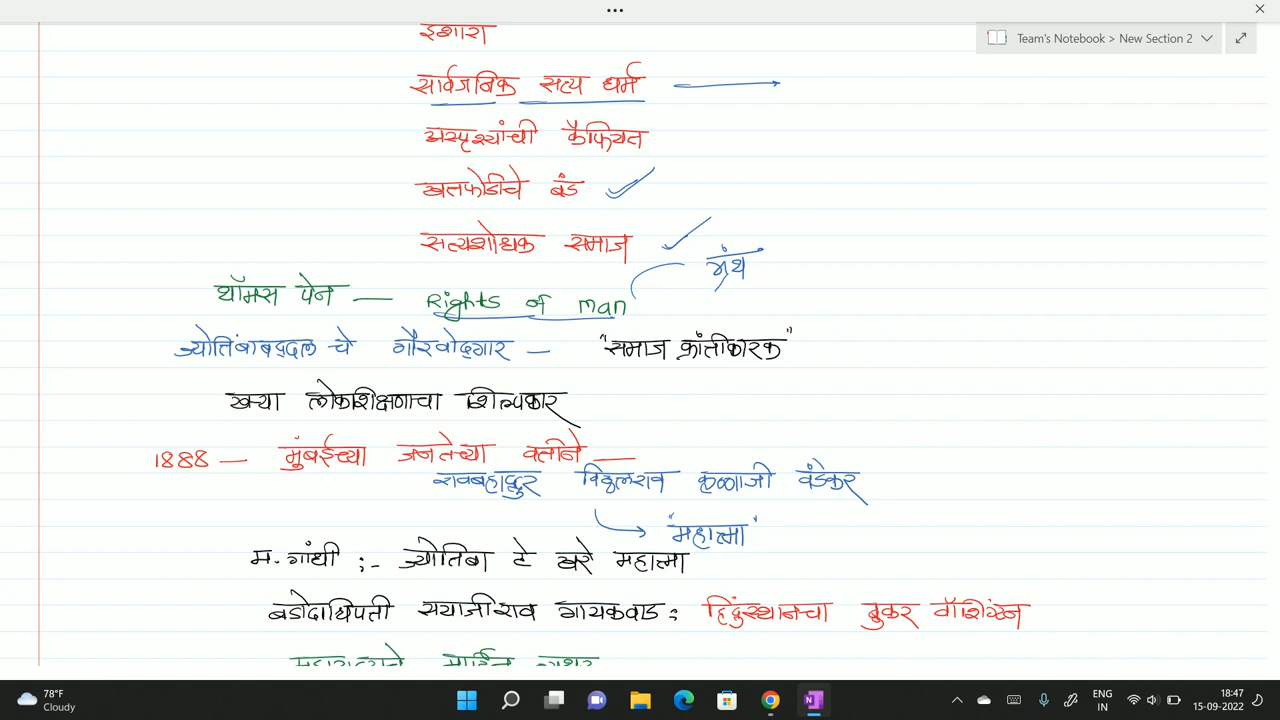 ...
Team's Notebook > New Section 2
इशारा
सार्वजनिक सत्य धर्म
अस्पृश्यांची कैफियत
खतफोडीचे बंड
सत्यशोधक समाज
ग्रंथ
थॉमस पेन — Rights of man
ज्योतिंबाबद्दल चे गौरवोद्गार — "समाज क्रांतीकारक"
खऱ्या लोकशिक्षणाचा शिल्पकार
1888 — मुंबईच्या जनतेच्या वतीने —
रावबहाद्दुर विठ्ठलराव कृष्णाजी वंडेकर
"महात्मा"
म. गांधी :- ज्योतिबा हे खरे महात्मा
बडोदाधिपती सयाजीराव गायकवाड : हिंदुस्थानचा बुकर वॉशिंग्टन
78°F
Cloudy
ENG
IN
18:47
15-09-2022